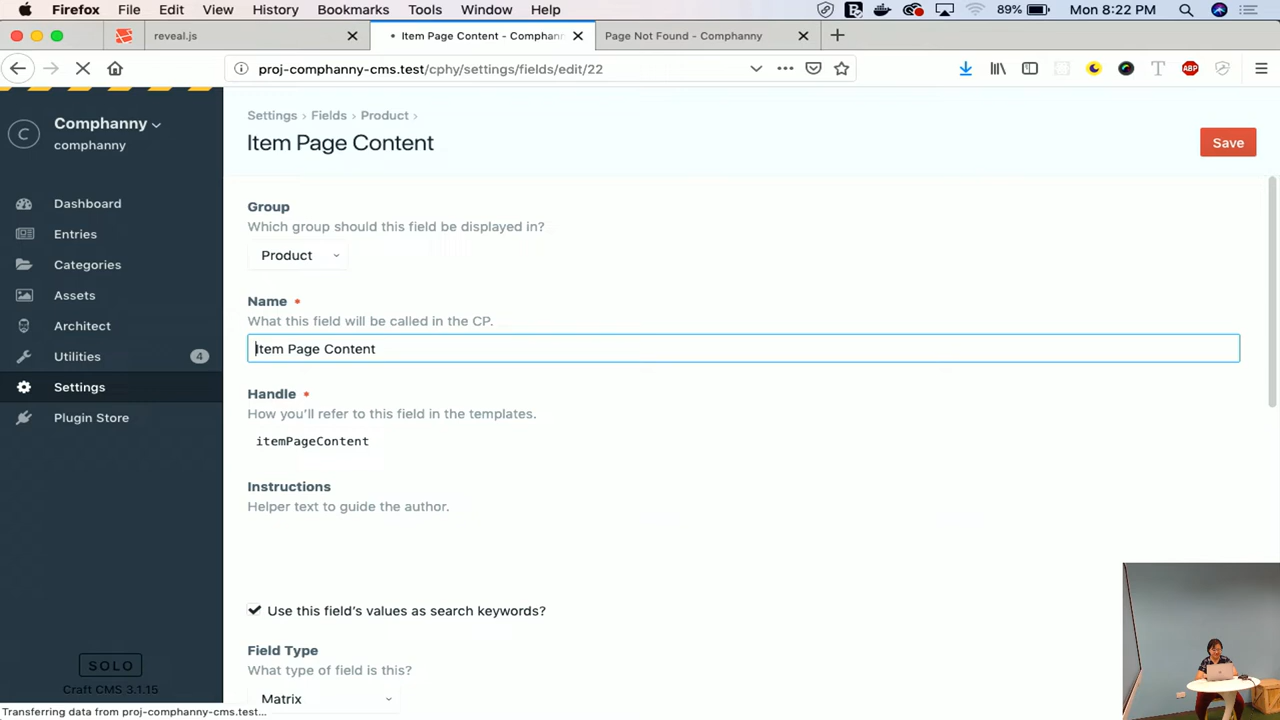 Firefox File Edit View History Bookmarks Tools Window Help 89% Mon 8:22 PM
reveal.js Item Page Content - Comphann Page Not Found - Comphanny
proj-comphanny-cms.test/cphy/settings/fields/edit/22
ABP
C
Comphanny
comphanny
Dashboard
Entries
Categories
Assets
Architect
Utilities 4
Settings
Plugin Store
SOLO
Craft CMS 3.1.15
Transferring data from proj-comphanny-cms.test...
Settings › Fields › Product ›
Item Page Content
Save
Group
Which group should this field be displayed in?
Product
Name
What this field will be called in the CP.
Item Page Content
Handle
How you’ll refer to this field in the templates.
itemPageContent
Instructions
Helper text to guide the author.
Use this field’s values as search keywords?
Field Type
What type of field is this?
Matrix